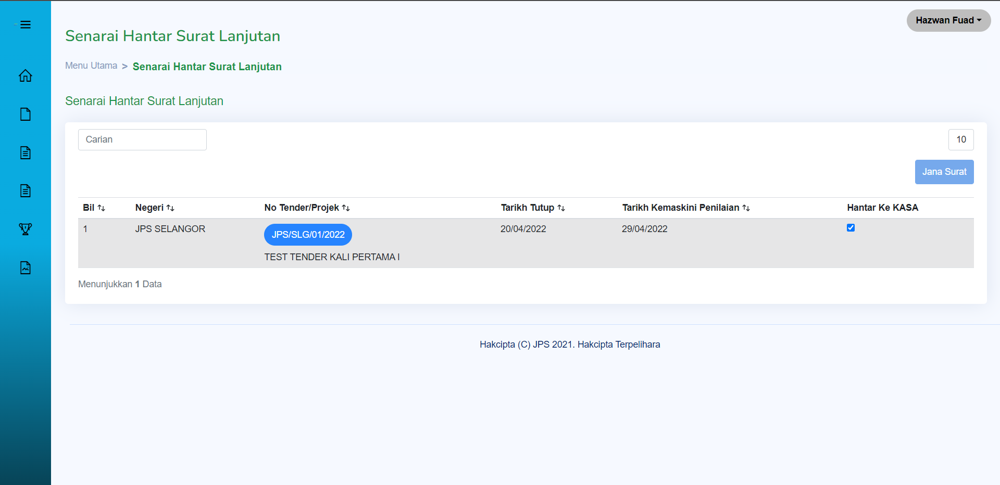 Hazwan Fuad
Senarai Hantar Surat Lanjutan
Menu Utama > Senarai Hantar Surat Lanjutan
Senarai Hantar Surat Lanjutan
Carian
10
Jana Surat
Bil Negeri No Tender/Projek Tarikh Tutup Tarikh Kemaskini Penilaian Hantar Ke KASA
1 JPS SELANGOR JPS/SLG/01/2022 20/04/2022 29/04/2022
TEST TENDER KALI PERTAMA I
Menunjukkan 1 Data
Hakcipta (C) JPS 2021. Hakcipta Terpelihara